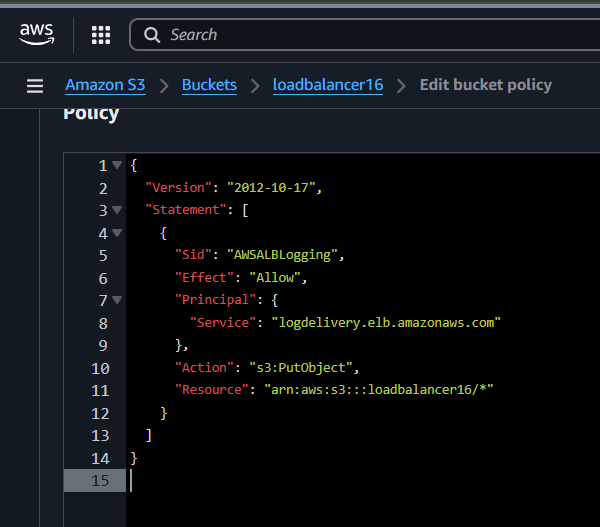 aws
Search
Amazon S3 > Buckets > loadbalancer16 > Edit bucket policy
Policy
1 {
2 "Version": "2012-10-17",
3 "Statement": [
4 {
5 "Sid": "AWSALBLogging",
6 "Effect": "Allow",
7 "Principal": {
8 "Service": "logdelivery.elb.amazonaws.com"
9 },
10 "Action": "s3:PutObject",
11 "Resource": "arn:aws:s3:::loadbalancer16/*"
12 }
13 ]
14 }
15